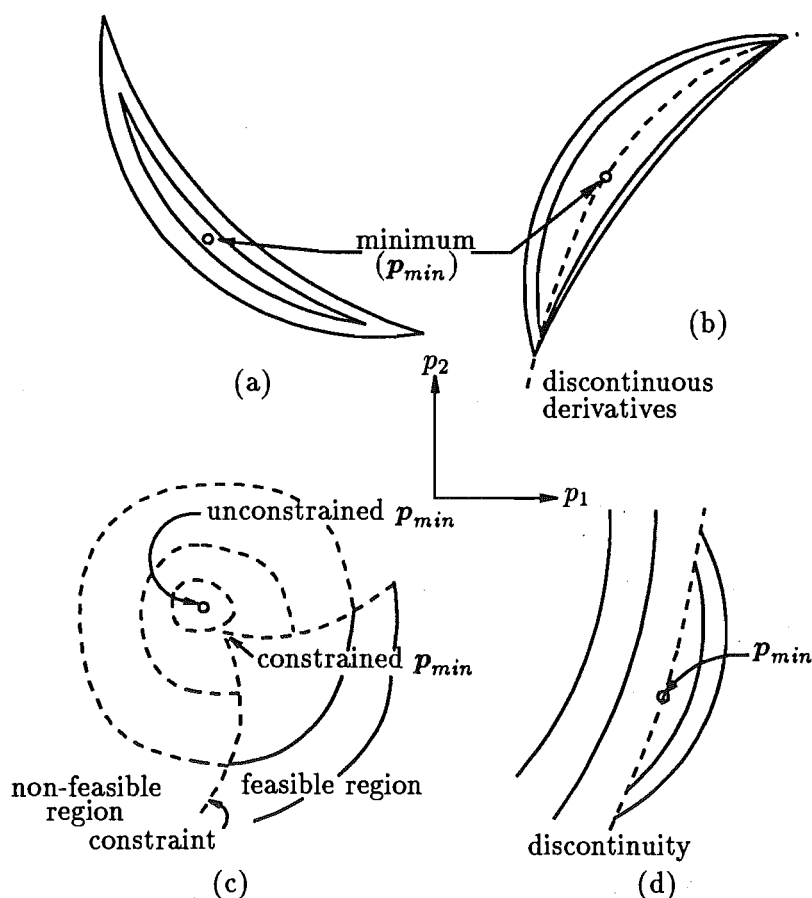 minimum
(p_min)
(a)
(b)
p_2
discontinuous
derivatives
p_1
unconstrained p_min
constrained p_min
p_min
non-feasible
region
feasible region
constraint
discontinuity
(c)
(d)